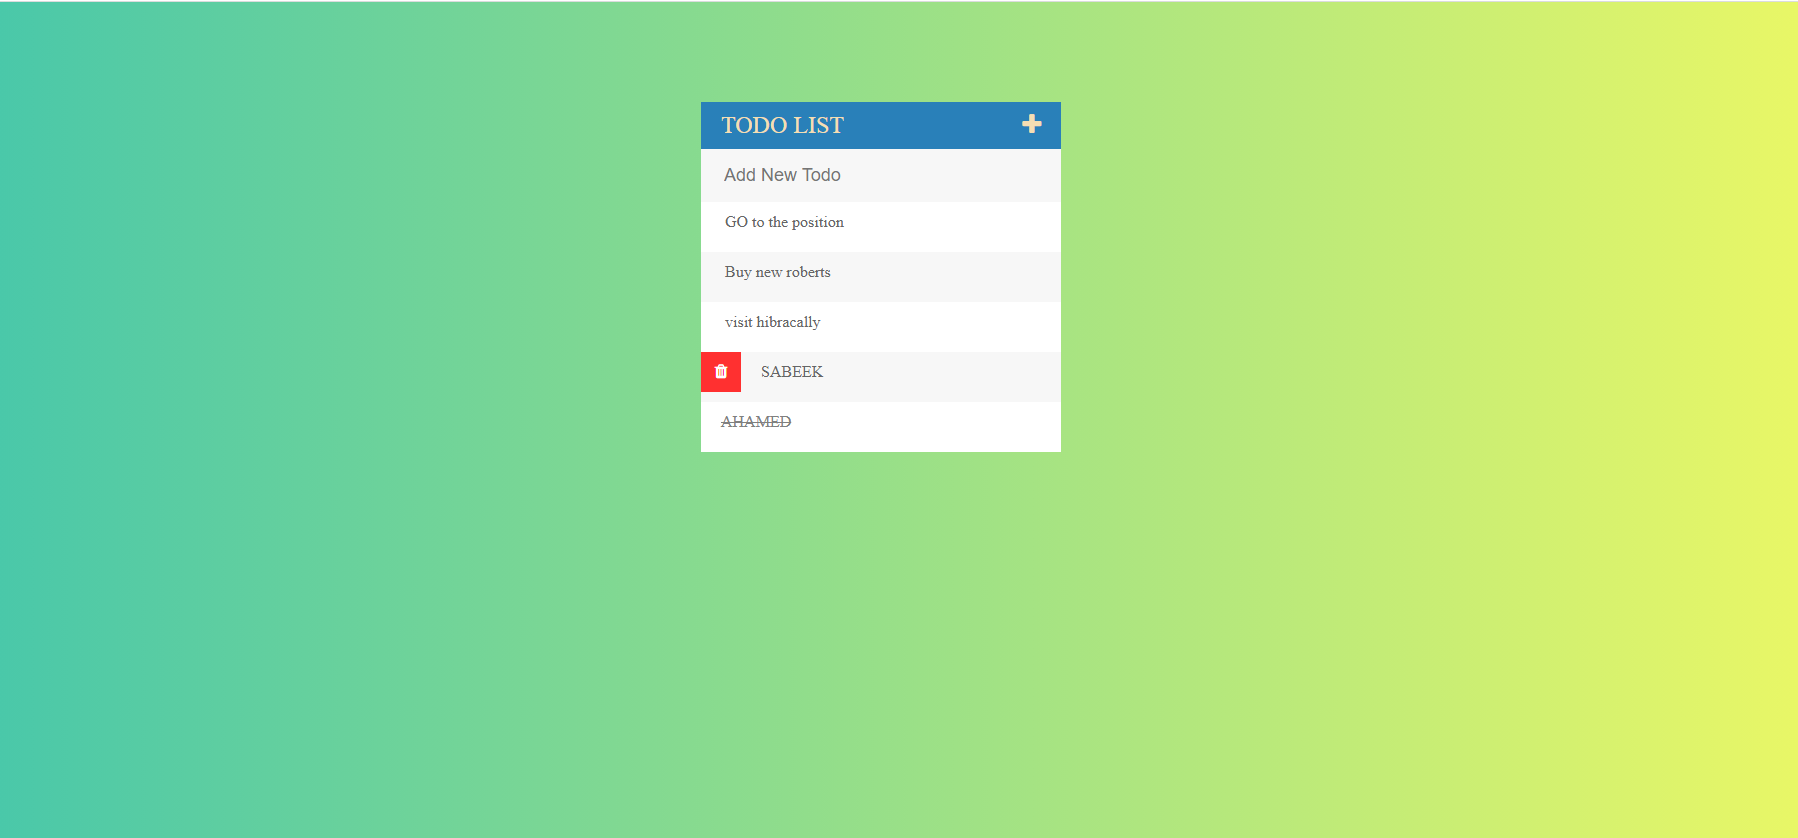 TODO LIST
Add New Todo
GO to the position
Buy new roberts
visit hibracally
SABEEK
AHAMED